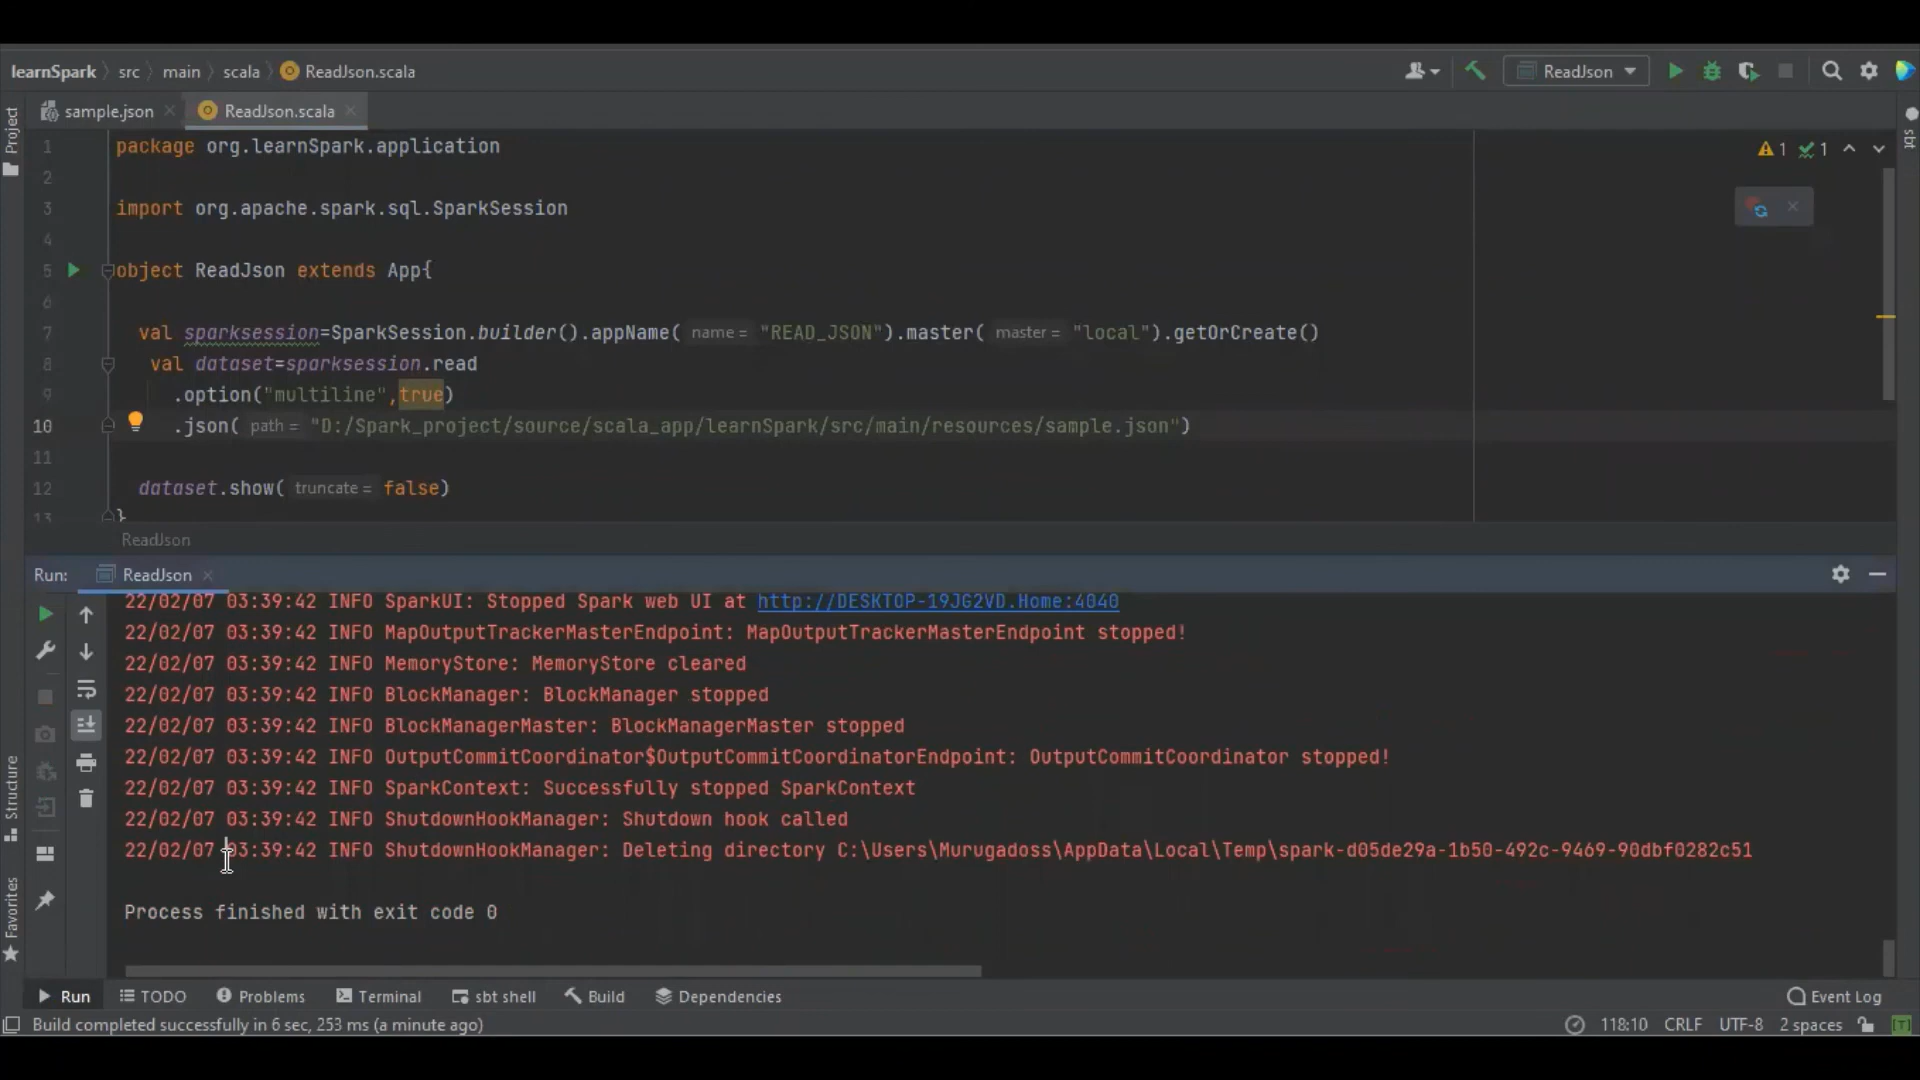 learnSpark src main scala ReadJson.scala
ReadJson
sample.json
ReadJson.scala
Project
sbt
1 package org.learnSpark.application
2
3 import org.apache.spark.sql.SparkSession
4
5 object ReadJson extends App{
6
7 val sparksession=SparkSession.builder().appName( name = "READ_JSON").master( master = "local").getOrCreate()
8 val dataset=sparksession.read
9 .option("multiline",true)
10 .json( path = "D:/Spark_project/source/scala_app/learnSpark/src/main/resources/sample.json")
11
12 dataset.show( truncate = false)
13 }
1 1
ReadJson
Run: ReadJson
22/02/07 03:39:42 INFO SparkUI: Stopped Spark web UI at http://DESKTOP-19JG2VD.Home:4040
22/02/07 03:39:42 INFO MapOutputTrackerMasterEndpoint: MapOutputTrackerMasterEndpoint stopped!
22/02/07 03:39:42 INFO MemoryStore: MemoryStore cleared
22/02/07 03:39:42 INFO BlockManager: BlockManager stopped
22/02/07 03:39:42 INFO BlockManagerMaster: BlockManagerMaster stopped
22/02/07 03:39:42 INFO OutputCommitCoordinator$OutputCommitCoordinatorEndpoint: OutputCommitCoordinator stopped!
22/02/07 03:39:42 INFO SparkContext: Successfully stopped SparkContext
22/02/07 03:39:42 INFO ShutdownHookManager: Shutdown hook called
22/02/07 03:39:42 INFO ShutdownHookManager: Deleting directory C:\Users\Murugadoss\AppData\Local\Temp\spark-d05de29a-1b50-492c-9469-90dbf0282c51
Process finished with exit code 0
Structure
Favorites
Run TODO Problems Terminal sbt shell Build Dependencies Event Log
Build completed successfully in 6 sec, 253 ms (a minute ago) 118:10 CRLF UTF-8 2 spaces [T]